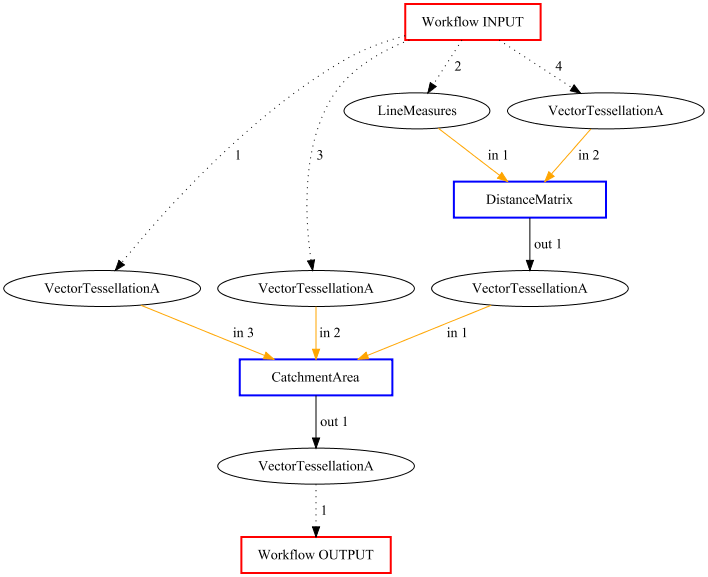 Workflow INPUT
1
3
2
4
LineMeasures
VectorTessellationA
in 1
in 2
DistanceMatrix
out 1
VectorTessellationA
VectorTessellationA
VectorTessellationA
in 3
in 2
in 1
CatchmentArea
out 1
VectorTessellationA
1
Workflow OUTPUT